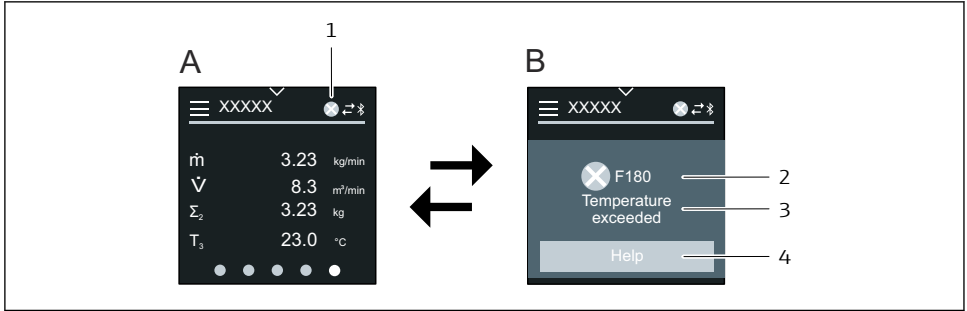 1
A
XXXXX
ṁ 3.23 kg/min
V̇ 8.3 m³/min
Σ₂ 3.23 kg
T₃ 23.0 °C
B
XXXXX
F180
Temperature
exceeded
Help
2
3
4